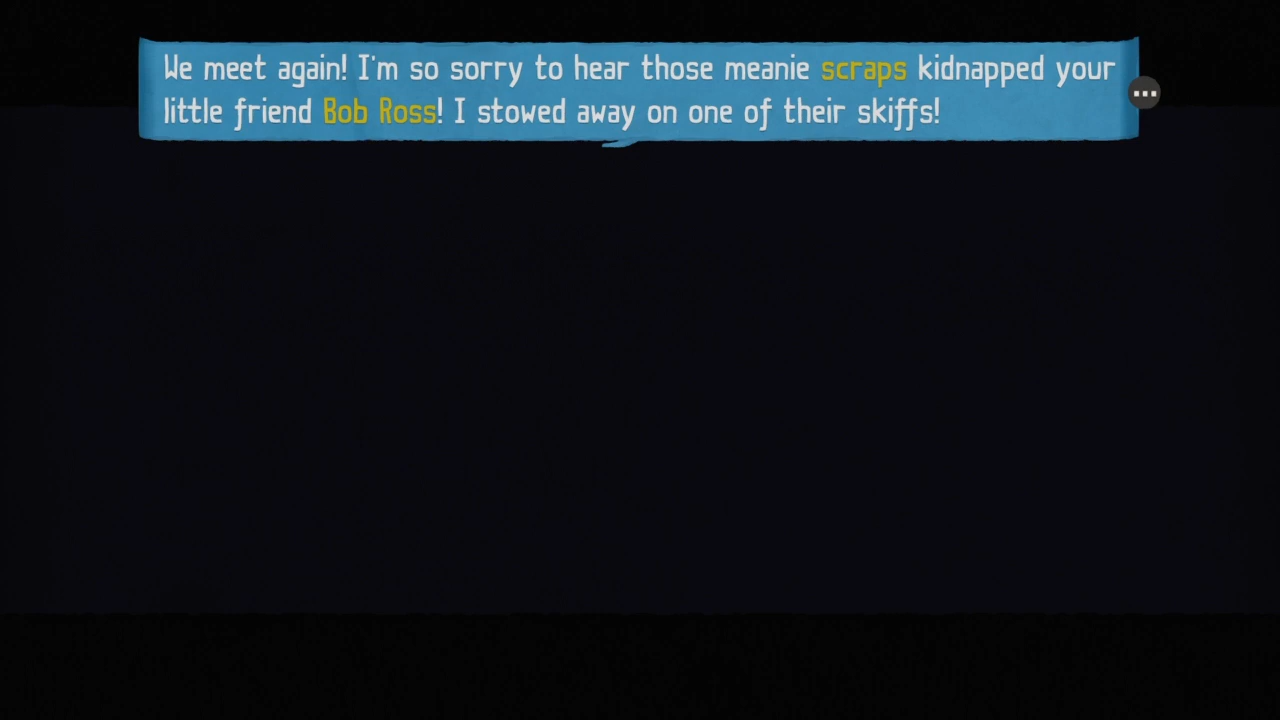 We meet again! I'm so sorry to hear those meanie scraps kidnapped your
little friend Bob Ross! I stowed away on one of their skiffs!